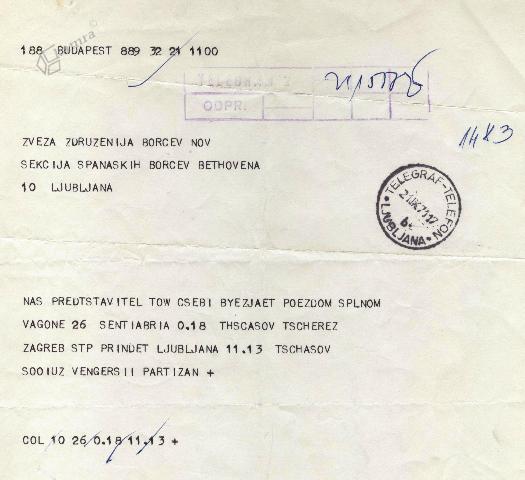 188 BUDAPEST 889 32 21 1100
TELEGRAM
ODPR.
1483
ZVEZA ZDRUZENIJA BORCEV NOV
SEKCIJA SPANASKIH BORCEV BETHOVENA
10 LJUBLJANA
TELEGRAF-TELEFON
LJUBLJANA
NAS PREDTSTAVITEL TOW CSEBI BYEZJAET POEZDOM SPLNOM
VAGONE 26 SENTIABRIA 0.18 THSCASOV TSCHEREZ
ZAGREB STP PRINDET LJUBLJANA 11.13 TSCHASOV
SOOIUZ VENGERSII PARTIZAN +
COL 10 26 0.18 11.13 +